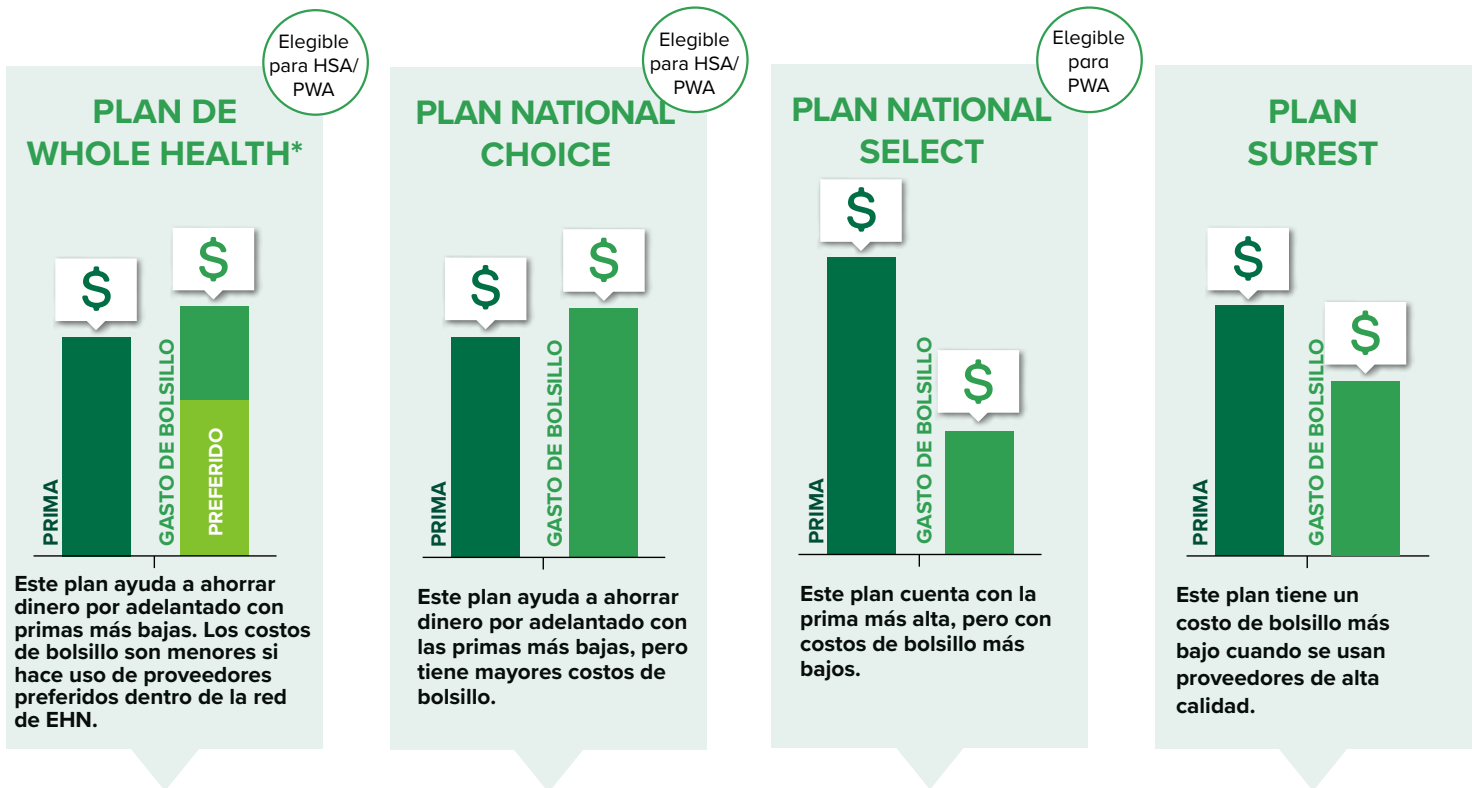 Elegible
para HSA/
PWA
PLAN DE
WHOLE HEALTH*
$
$
PRIMA
GASTO DE BOLSILLO
PREFERIDO
Este plan ayuda a ahorrar
dinero por adelantado con
primas más bajas. Los costos
de bolsillo son menores si
hace uso de proveedores
preferidos dentro de la red
de EHN.
Elegible
para HSA/
PWA
PLAN NATIONAL
CHOICE
$
$
PRIMA
GASTO DE BOLSILLO
Este plan ayuda a ahorrar
dinero por adelantado con
las primas más bajas, pero
tiene mayores costos de
bolsillo.
Elegible
para
PWA
PLAN NATIONAL
SELECT
$
$
PRIMA
GASTO DE BOLSILLO
Este plan cuenta con la
prima más alta, pero con
costos de bolsillo más
bajos.
PLAN
SUREST
$
$
PRIMA
GASTO DE BOLSILLO
Este plan tiene un
costo de bolsillo más
bajo cuando se usan
proveedores de alta
calidad.